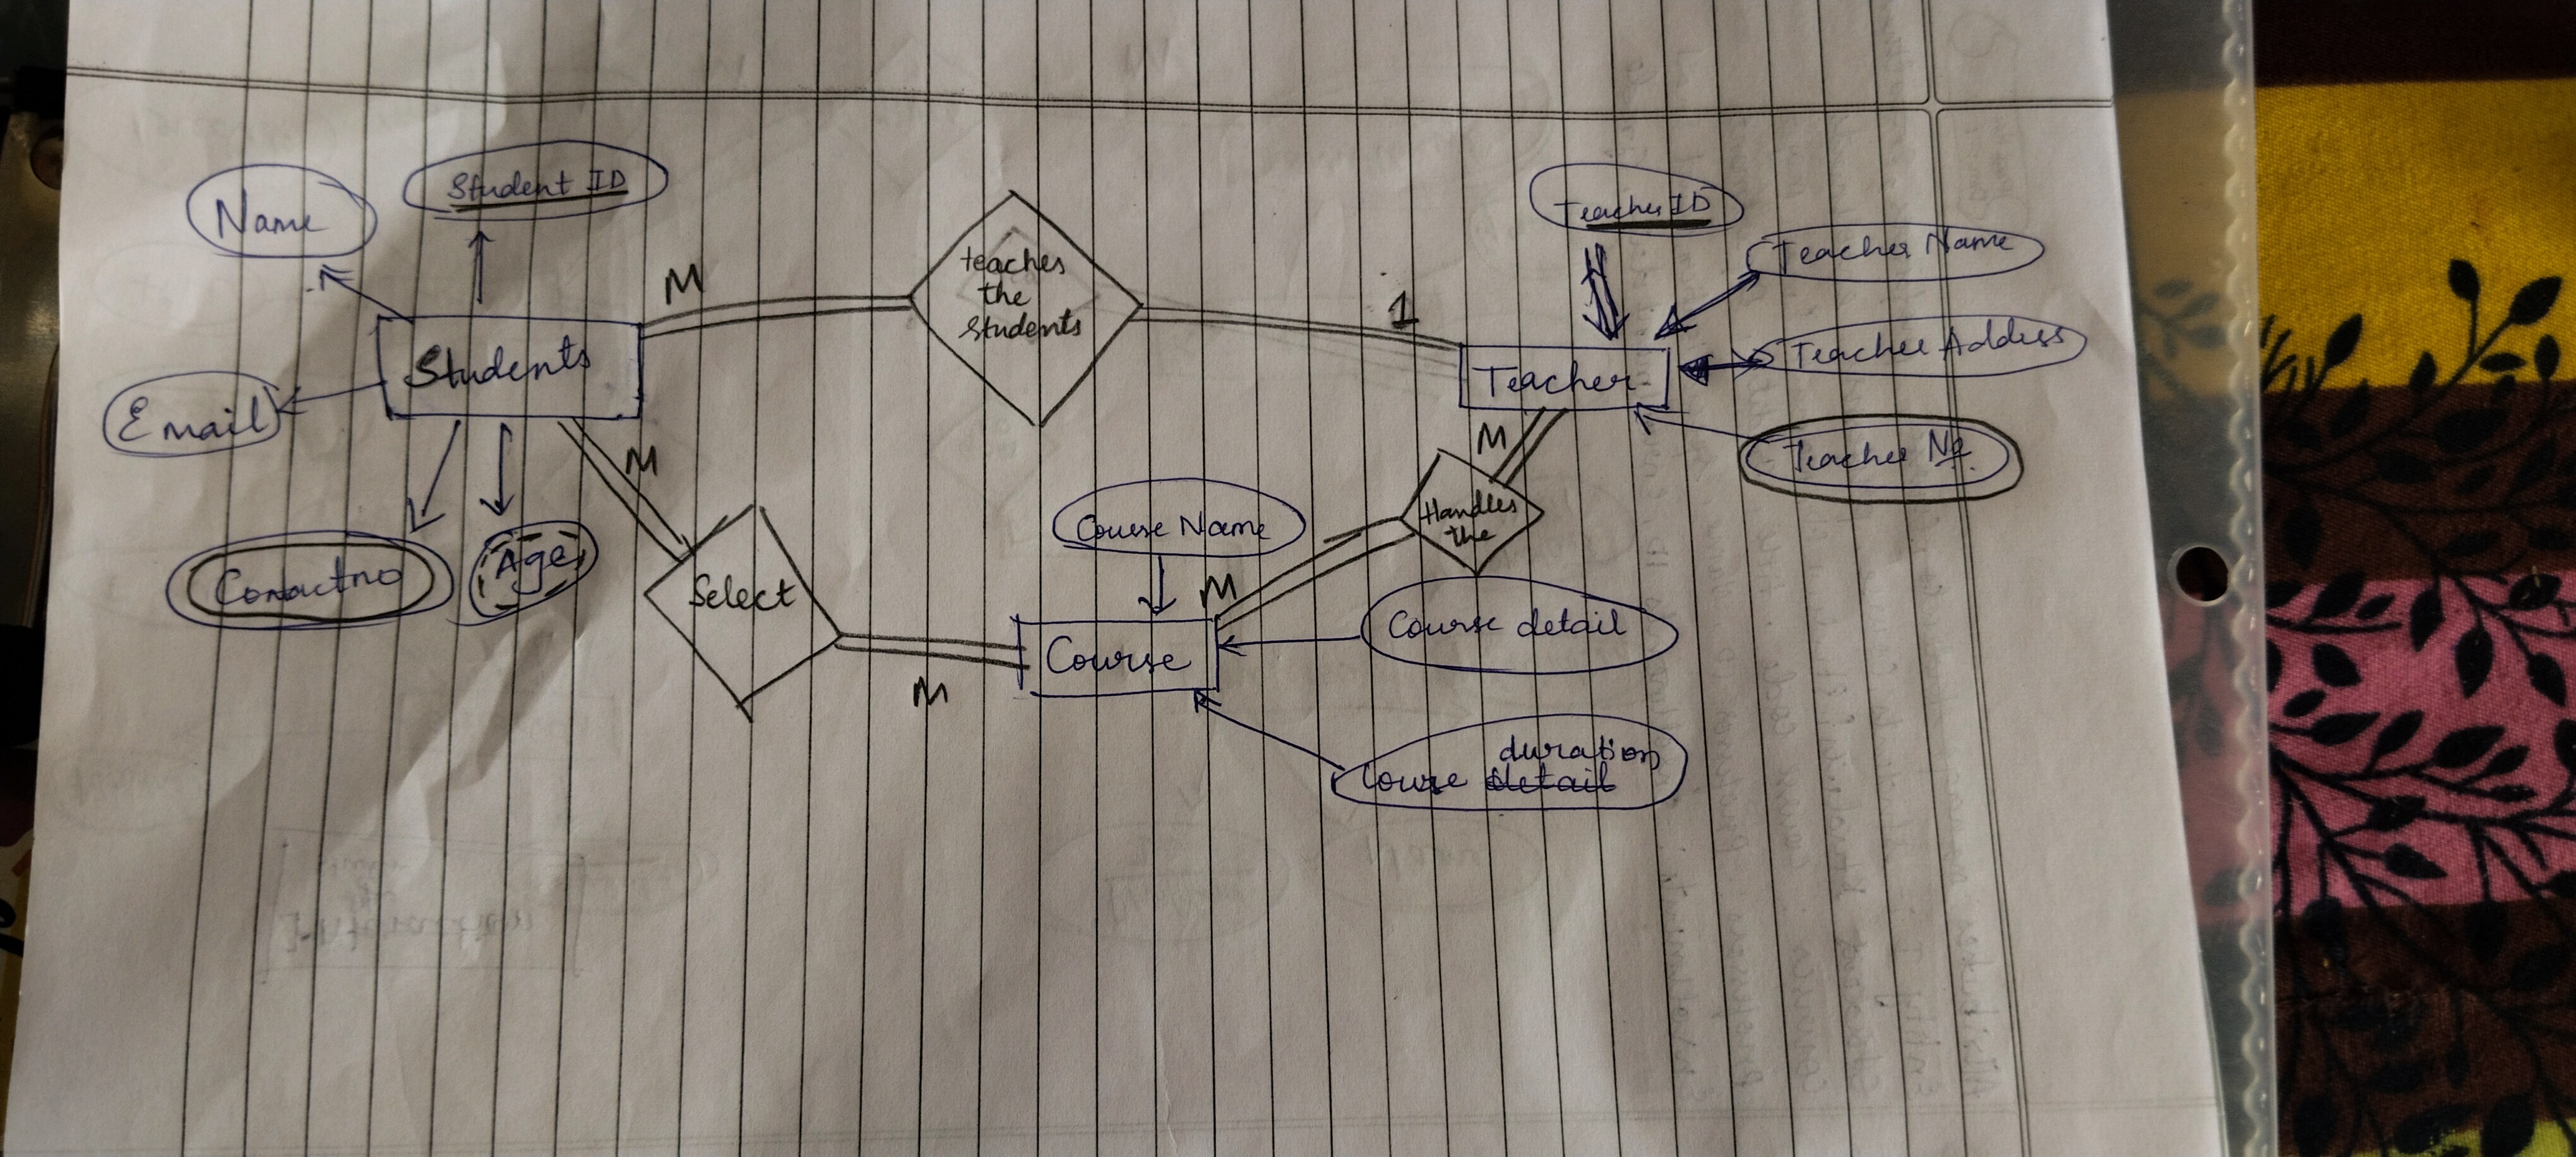 Name
Student ID
Students
Email
Conactno
Age
M
teaches
the
Students
1
Teacher ID
Teacher Name
Teacher Address
Teacher No.
Teacher
M
Select
M
Course Name
Course
M
Handles
the
M
Course detail
duration
Course detail